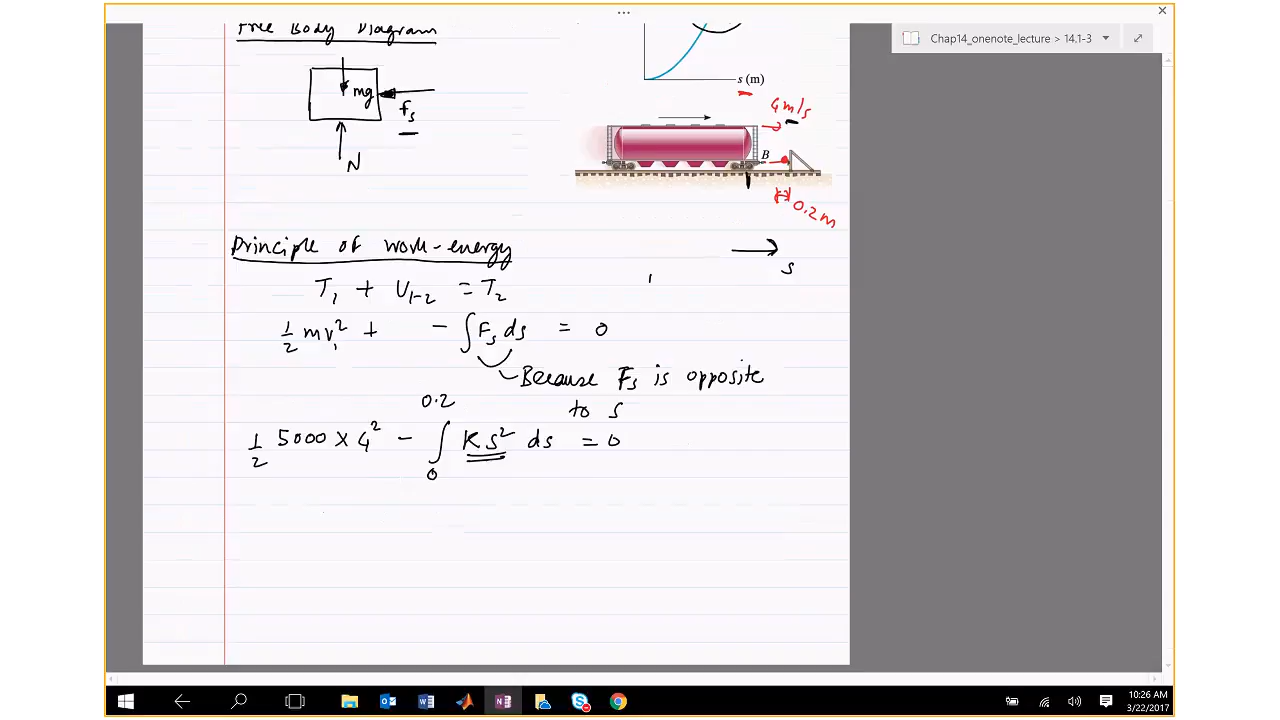 Free Body Diagram
mg
fs
N
s (m)
4 m/s
B
0.2 m
s
Principle of work-energy
T1 + U1-2 = T2
1/2 mv1^2 + - ∫ Fs ds = 0
Because Fs is opposite
to s
1/2 5000 × 4^2 - ∫ 0 0.2 K s^2 ds = 0
Chap14_onenote_lecture > 14.1-3
10:26 AM
3/22/2017